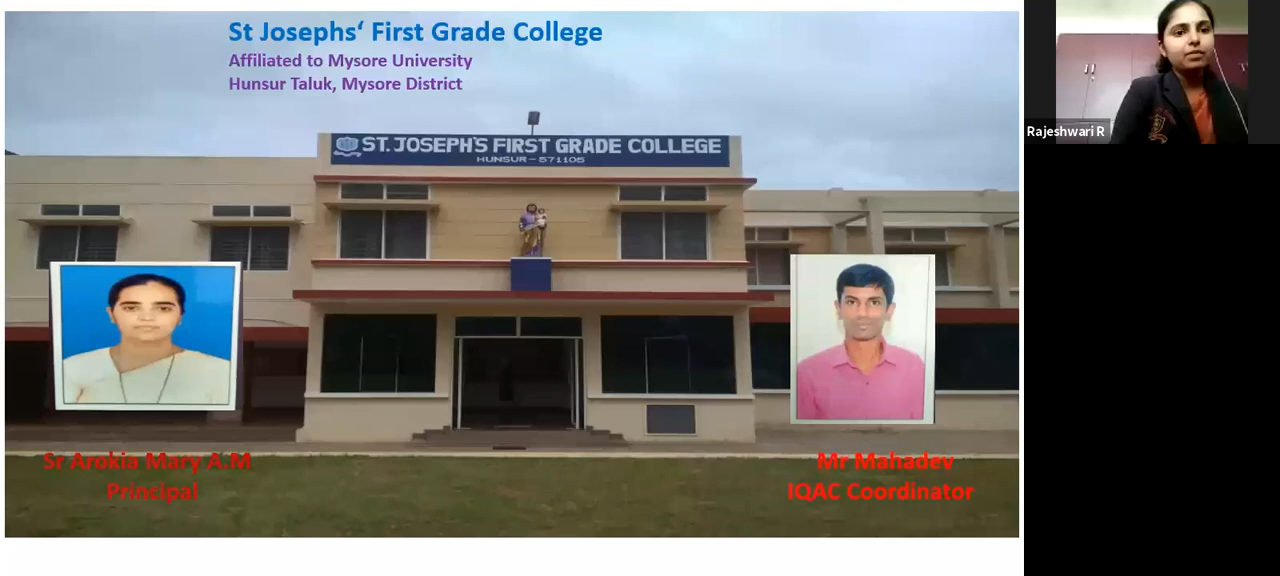 St Josephs‘ First Grade College
Affiliated to Mysore University
Hunsur Taluk, Mysore District
ST. JOSEPH'S FIRST GRADE COLLEGE
HUNSUR - 571105
Rajeshwari R
Sr Arokia Mary A.M
Principal
Mr Mahadev
IQAC Coordinator